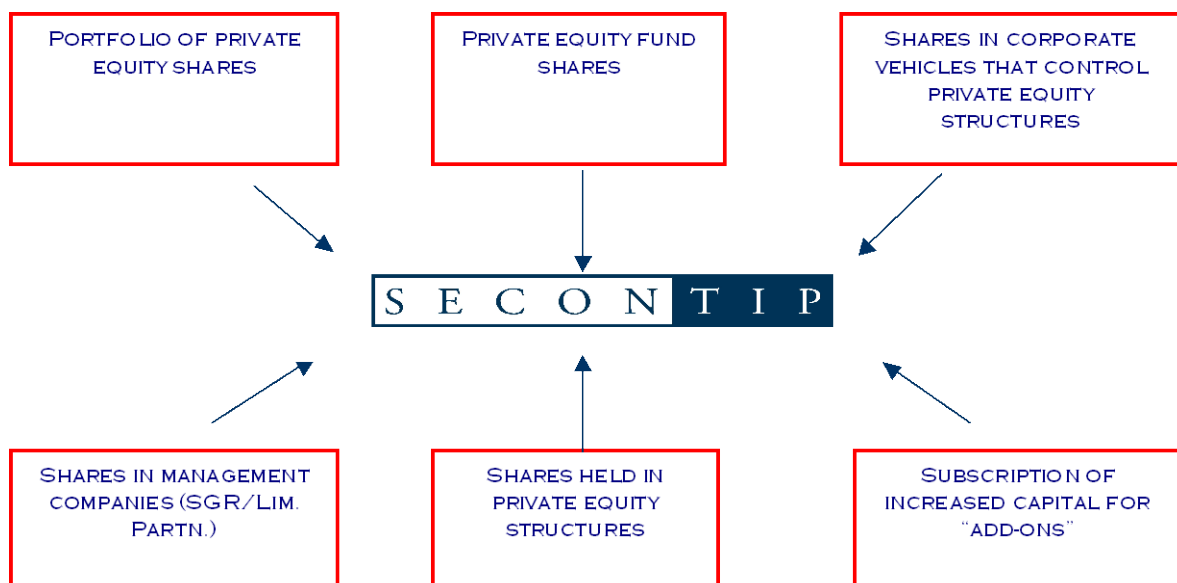 PORTFOLIO OF PRIVATE
EQUITY SHARES
PRIVATE EQUITY FUND
SHARES
SHARES IN CORPORATE
VEHICLES THAT CONTROL
PRIVATE EQUITY
STRUCTURES
SECONTIP
SHARES IN MANAGEMENT
COMPANIES (SGR/LIM.
PARTN.)
SHARES HELD IN
PRIVATE EQUITY
STRUCTURES
SUBSCRIPTION OF
INCREASED CAPITAL FOR
“ADD-ONS”